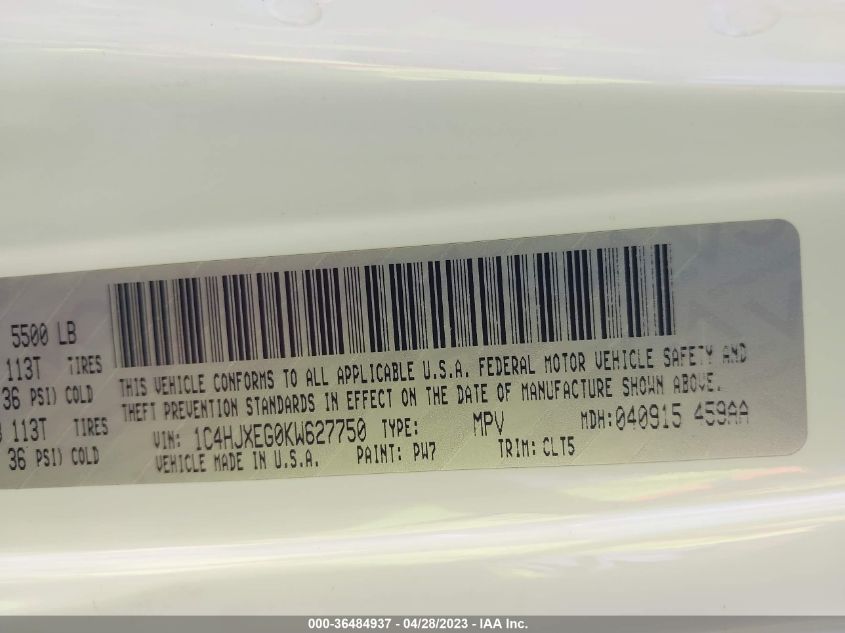 5500 LB
113T TIRES
36 PSI) COLD
113T TIRES
36 PSI) COLD
THIS VEHICLE CONFORMS TO ALL APPLICABLE U.S.A. FEDERAL MOTOR VEHICLE SAFETY AND
THEFT PREVENTION STANDARDS IN EFFECT ON THE DATE OF MANUFACTURE SHOWN ABOVE.
VIN: 1C4HJXEG0KW627750 TYPE: MPV MDH: 040915 459AA
VEHICLE MADE IN U.S.A. PAINT: PW7 TRIM: CLT5
000-36484937 - 04/28/2023 - IAA Inc.